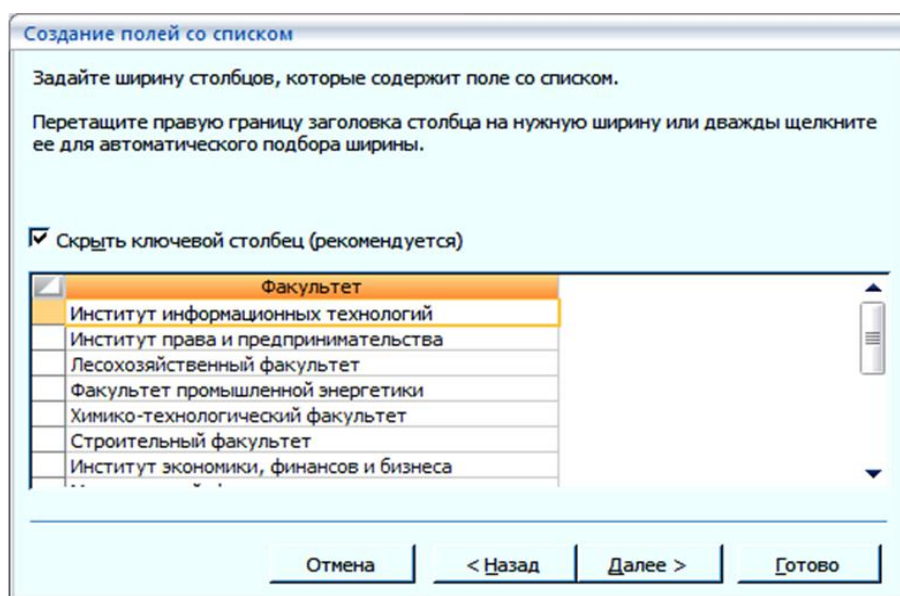 Создание полей со списком
Задайте ширину столбцов, которые содержит поле со списком.
Перетащите правую границу заголовка столбца на нужную ширину или дважды щелкните
ее для автоматического подбора ширины.
Скрыть ключевой столбец (рекомендуется)
Факультет
Институт информационных технологий
Институт права и предпринимательства
Лесохозяйственный факультет
Факультет промышленной энергетики
Химико-технологический факультет
Строительный факультет
Институт экономики, финансов и бизнеса
Отмена < Назад Далее > Готово